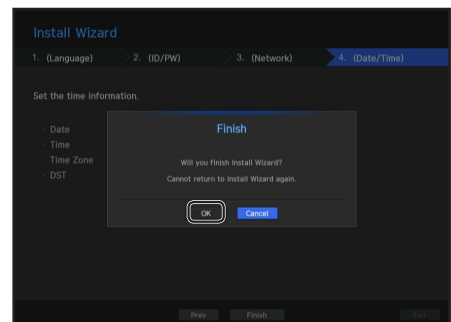 Install Wizard
1. (Language) 2. (ID/PW) 3. (Network) 4. (Date/Time)
Set the time information.
· Date
· Time
· Time Zone
· DST
Finish
Will you finish Install Wizard?
Cannot return to Install Wizard again.
OK Cancel
Prev Finish Exit